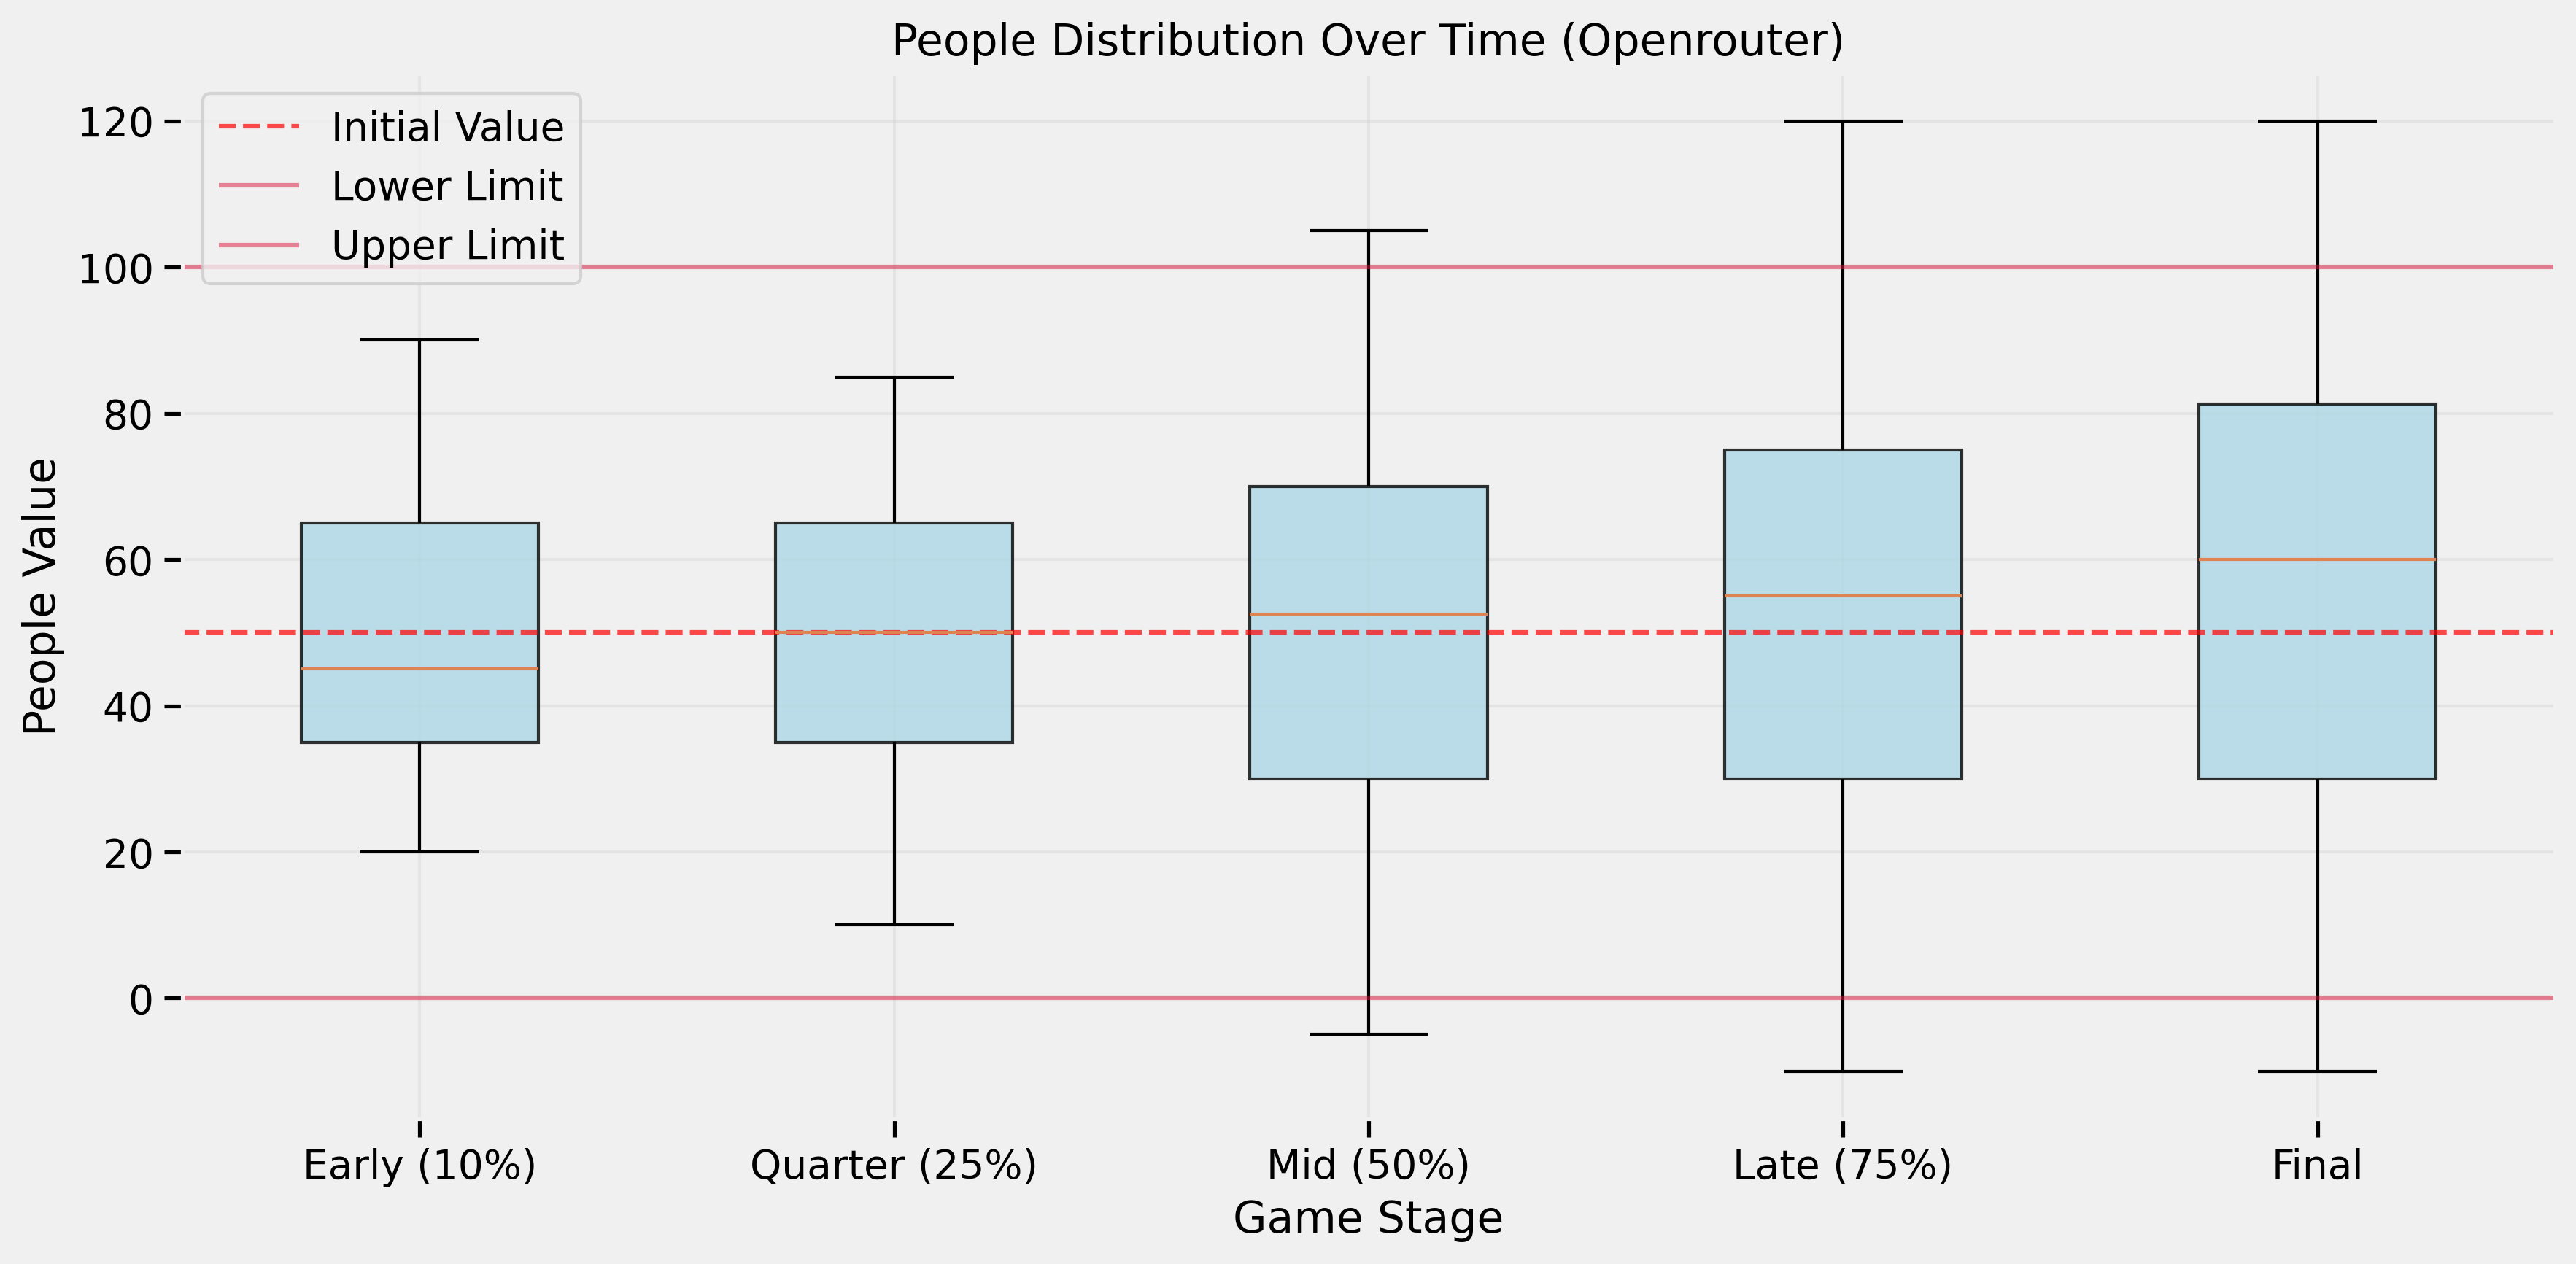 People Distribution Over Time (Openrouter)
Initial Value
Lower Limit
Upper Limit
People Value
120
100
80
60
40
20
0
Early (10%)
Quarter (25%)
Mid (50%)
Late (75%)
Final
Game Stage